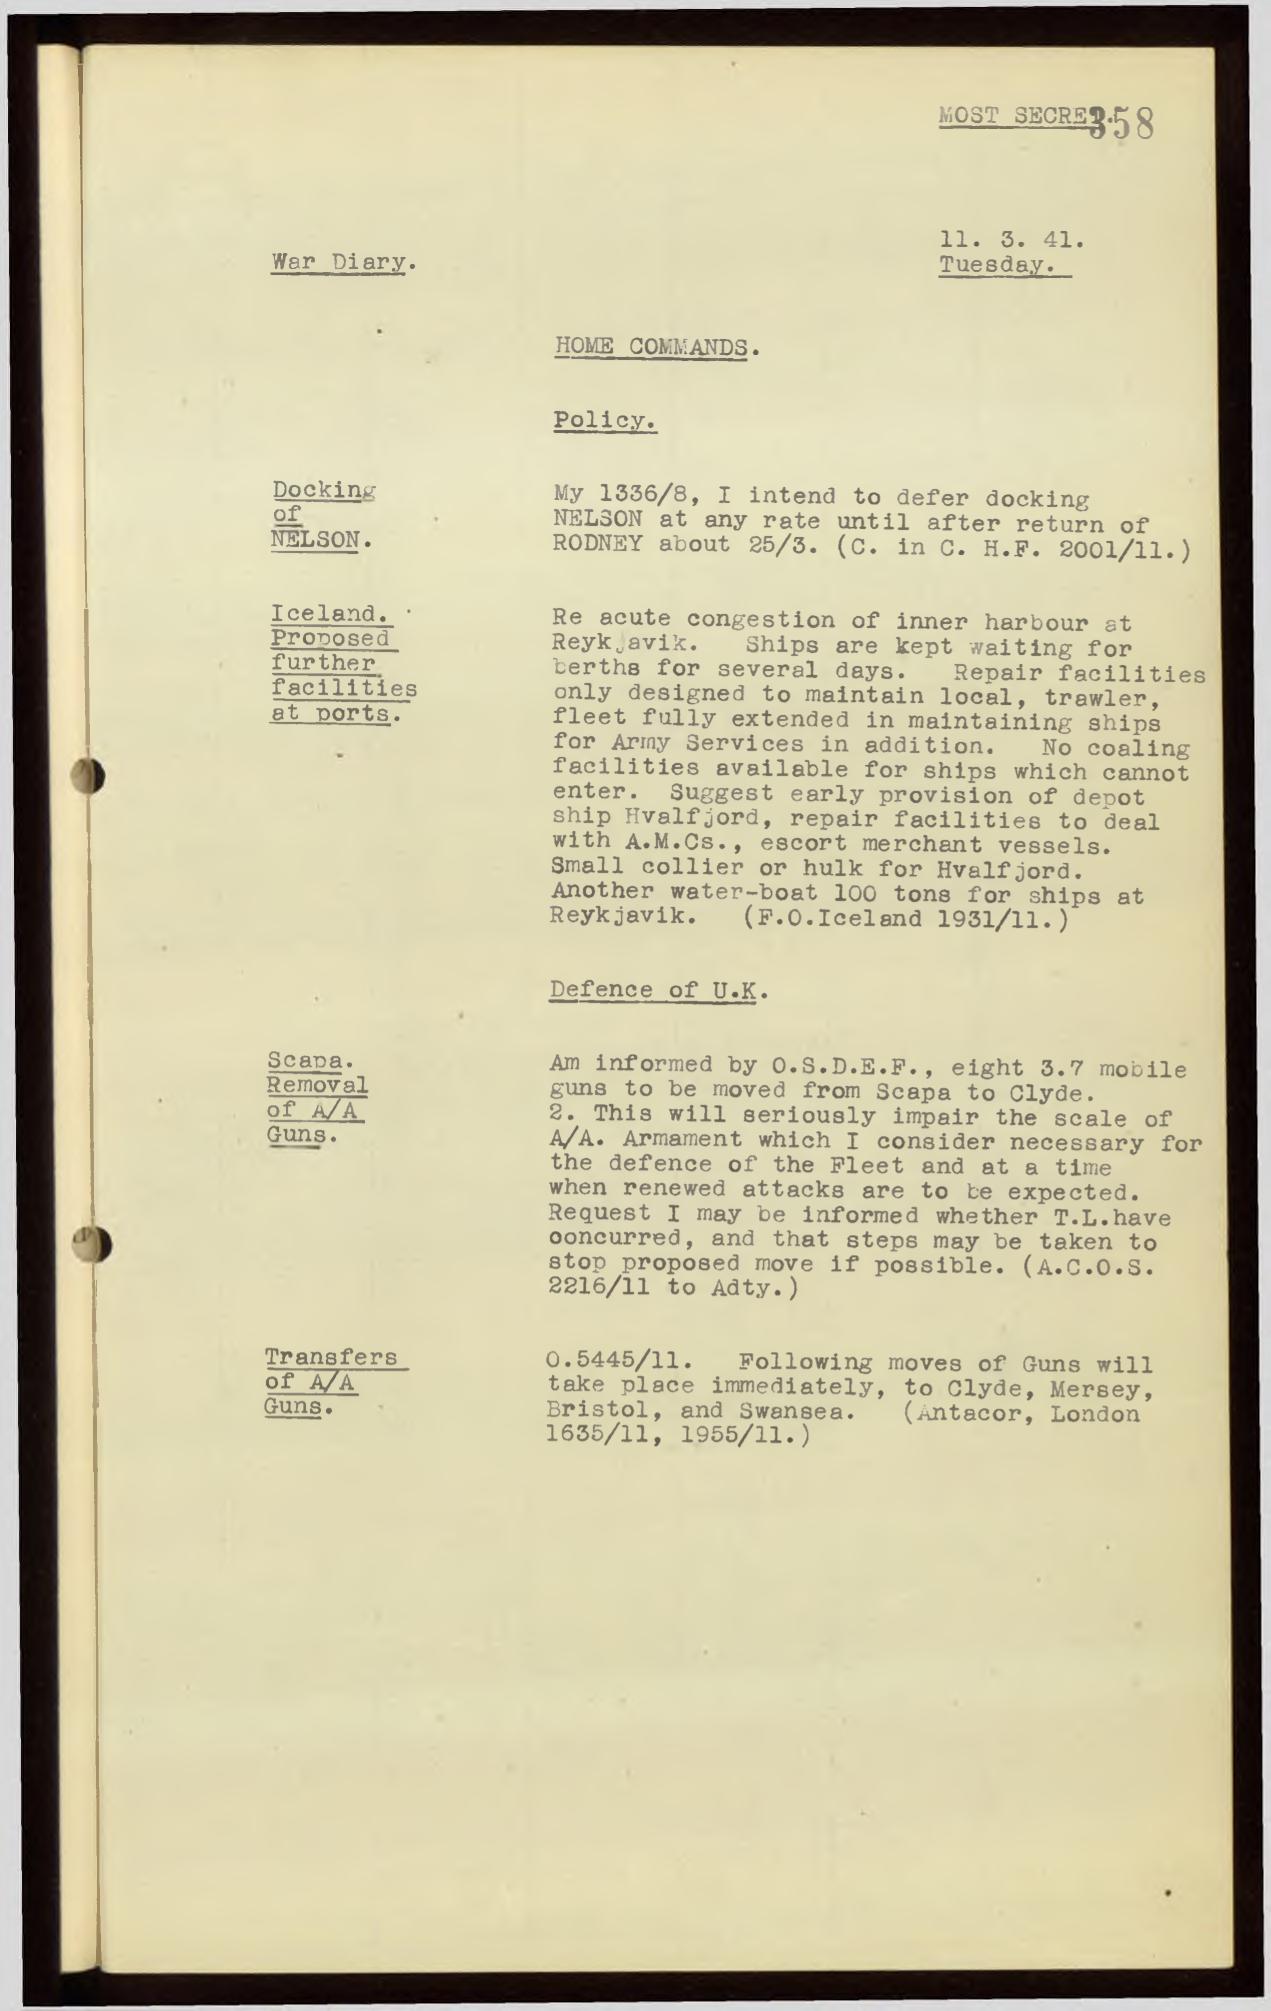 MOST SECRET.
358
11. 3. 41.
Tuesday.
War Diary.
HOME COMMANDS.
Policy.
Docking
of
NELSON.
My 1336/8, I intend to defer docking
NELSON at any rate until after return of
RODNEY about 25/3. (C. in C. H.F. 2001/11.)
Iceland.
Proposed
further
facilities
at ports.
Re acute congestion of inner harbour at
Reykjavik. Ships are kept waiting for
berths for several days. Repair facilities
only designed to maintain local, trawler,
fleet fully extended in maintaining ships
for Army Services in addition. No coaling
facilities available for ships which cannot
enter. Suggest early provision of depot
ship Hvalfjord, repair facilities to deal
with A.M.Cs., escort merchant vessels.
Small collier or hulk for Hvalfjord.
Another water-boat 100 tons for ships at
Reykjavik. (F.O.Iceland 1931/11.)
Defence of U.K.
Scapa.
Removal
of A/A
Guns.
Am informed by O.S.D.E.F., eight 3.7 mobile
guns to be moved from Scapa to Clyde.
2. This will seriously impair the scale of
A/A. Armament which I consider necessary for
the defence of the Fleet and at a time
when renewed attacks are to be expected.
Request I may be informed whether T.L.have
ooncurred, and that steps may be taken to
stop proposed move if possible. (A.C.O.S.
2216/11 to Adty.)
Transfers
of A/A
Guns.
0.5445/11. Following moves of Guns will
take place immediately, to Clyde, Mersey,
Bristol, and Swansea. (Antacor, London
1635/11, 1955/11.)